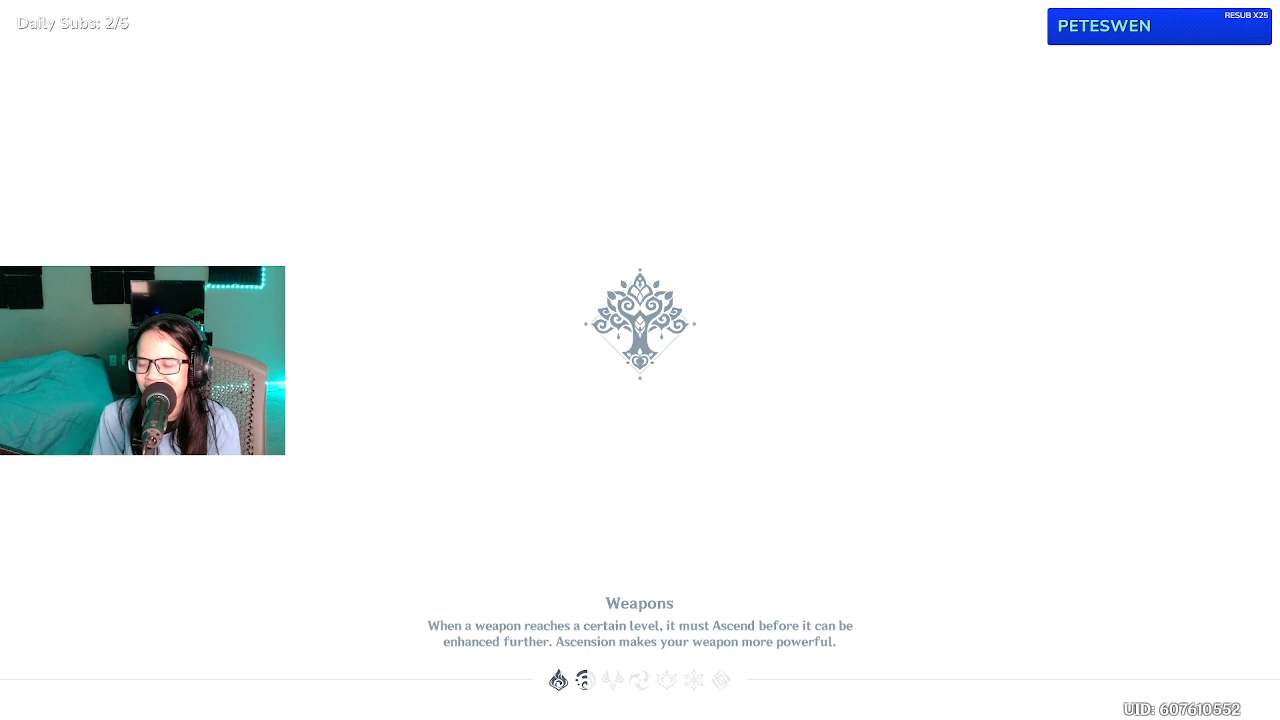 Daily Subs: 2/5
RESUB X25
PETESWEN
Weapons
When a weapon reaches a certain level, it must Ascend before it can be
enhanced further. Ascension makes your weapon more powerful.
UID: 607610552